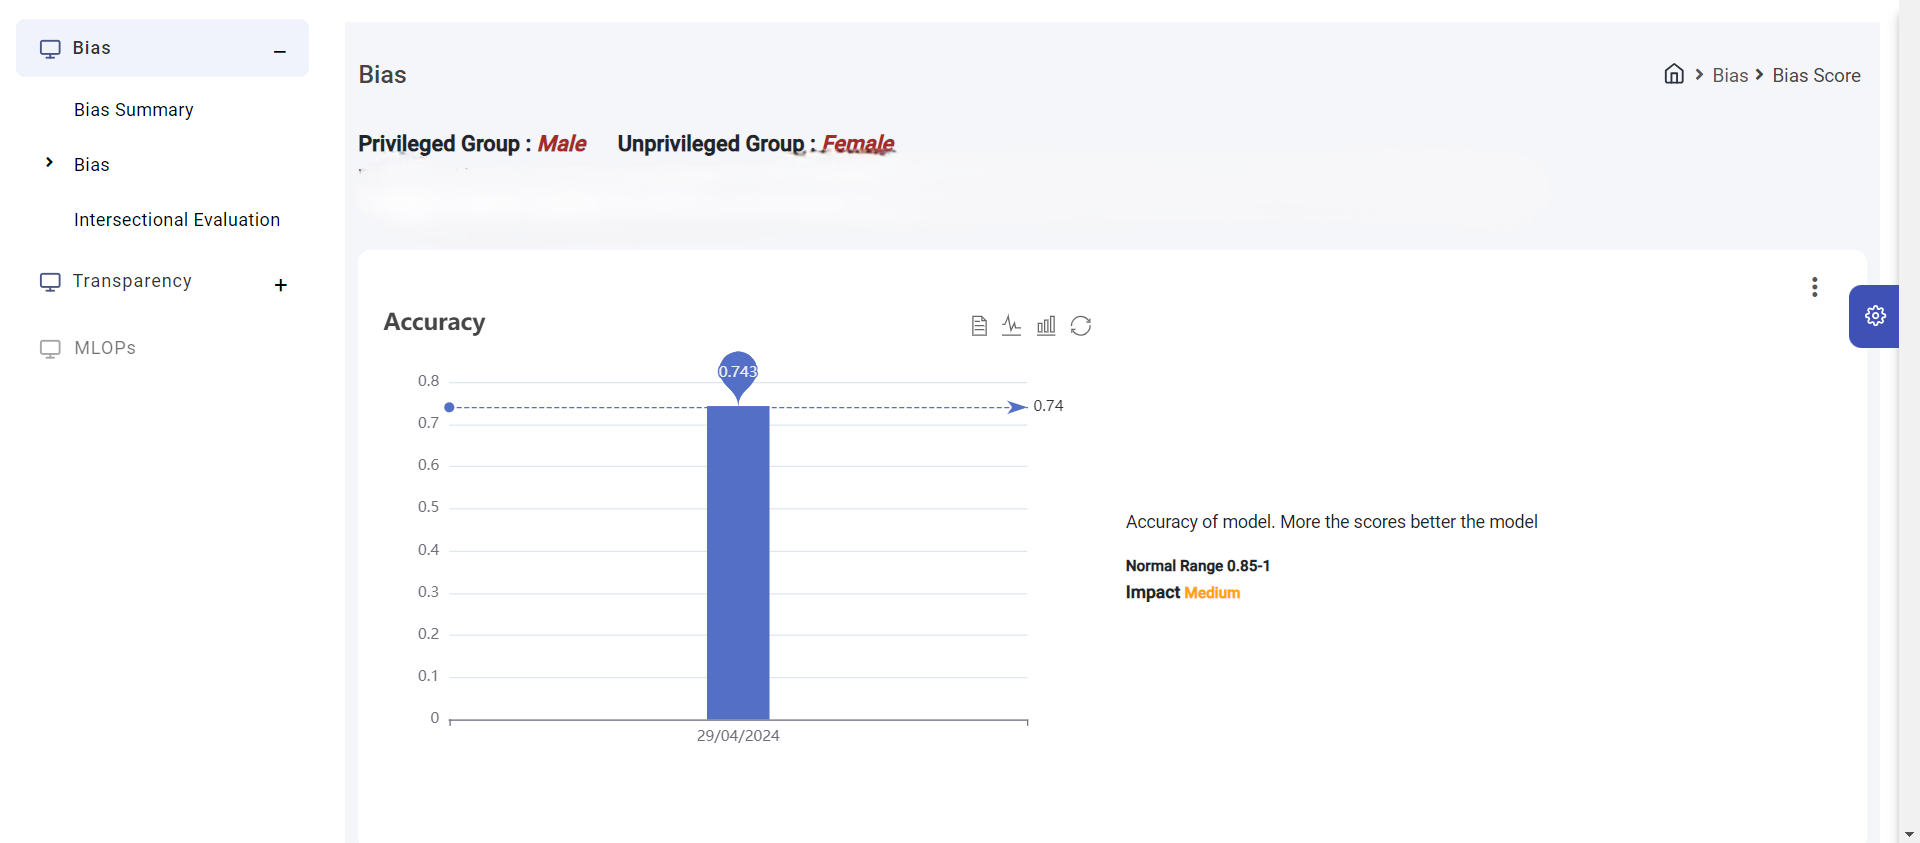 Bias
Bias Summary
Bias
Intersectional Evaluation
Transparency
MLOPs
Bias
Bias
Bias Score
Privileged Group : Male Unprivileged Group : Female
Accuracy
0.743
0.8
0.74
0.7
0.6
0.5
0.4
0.3
0.2
0.1
0
29/04/2024
Accuracy of model. More the scores better the model
Normal Range 0.85-1
Impact Medium